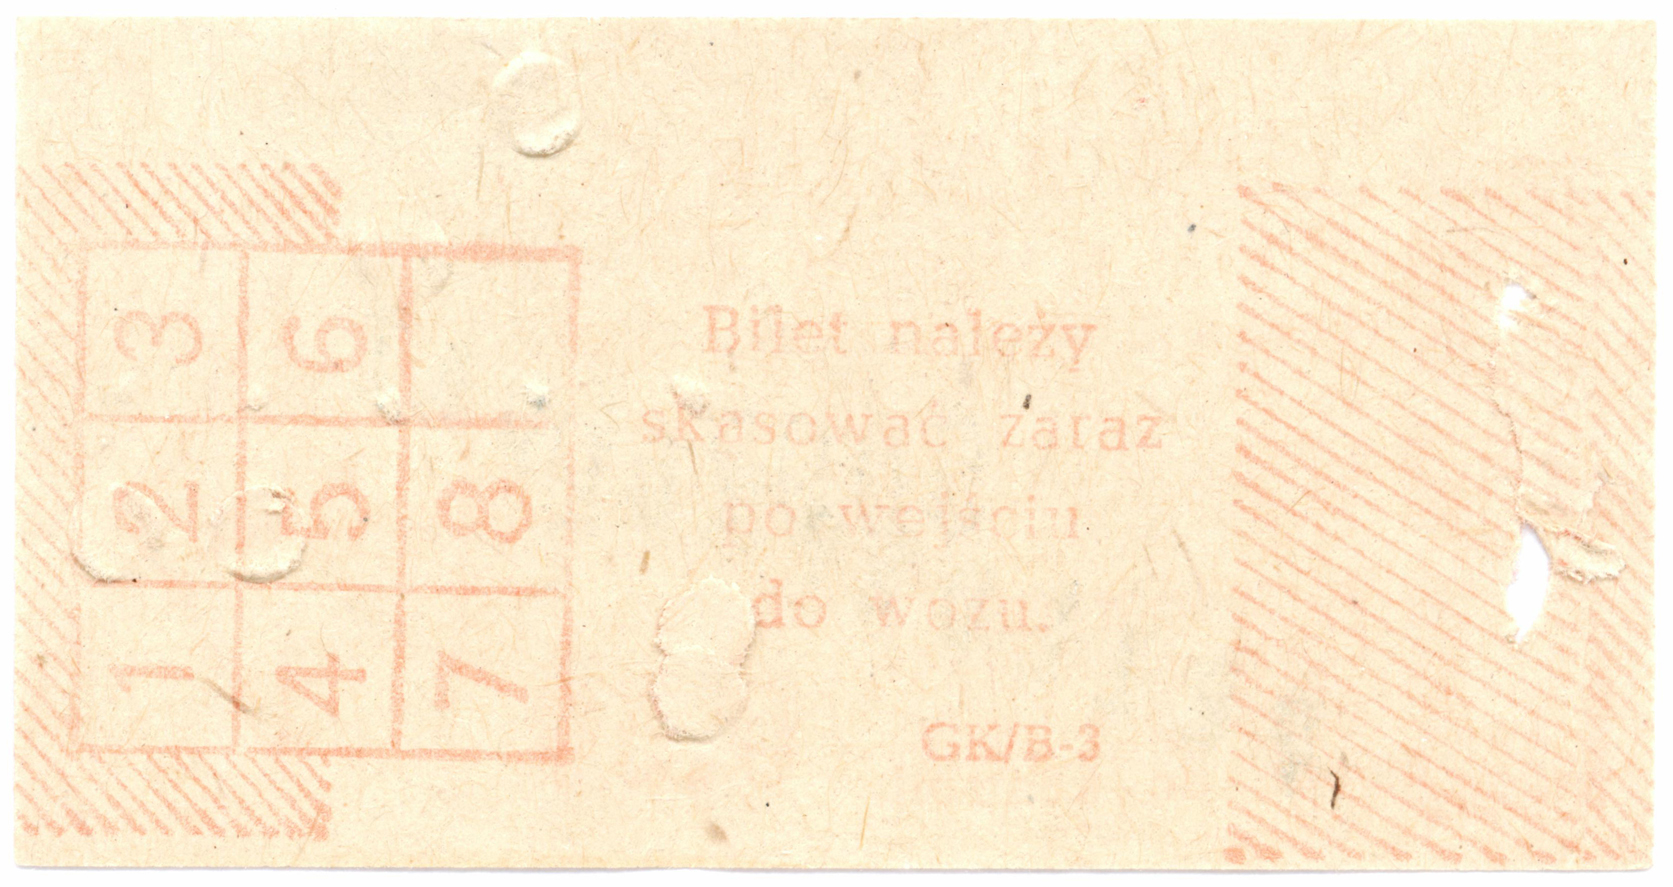 3 6
2 5 8
1 4 7
Bilet należy
skasować zaraz
po wejściu
do wozu.
GK/B-3